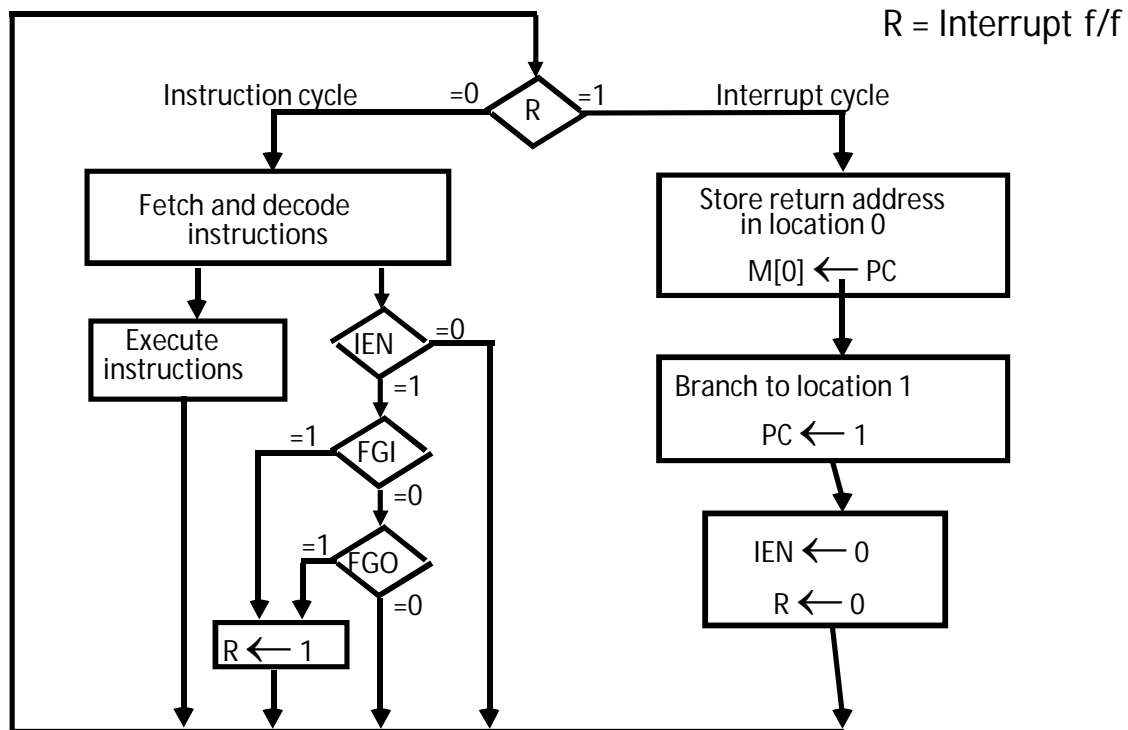 R = Interrupt f/f
Instruction cycle
=0
R
=1
Interrupt cycle
Fetch and decode
instructions
Store return address
in location 0
M[0] ← PC
Execute
instructions
IEN
=0
=1
Branch to location 1
PC ← 1
=1
FGI
=0
=1
FGO
=0
IEN ← 0
R ← 0
R ← 1